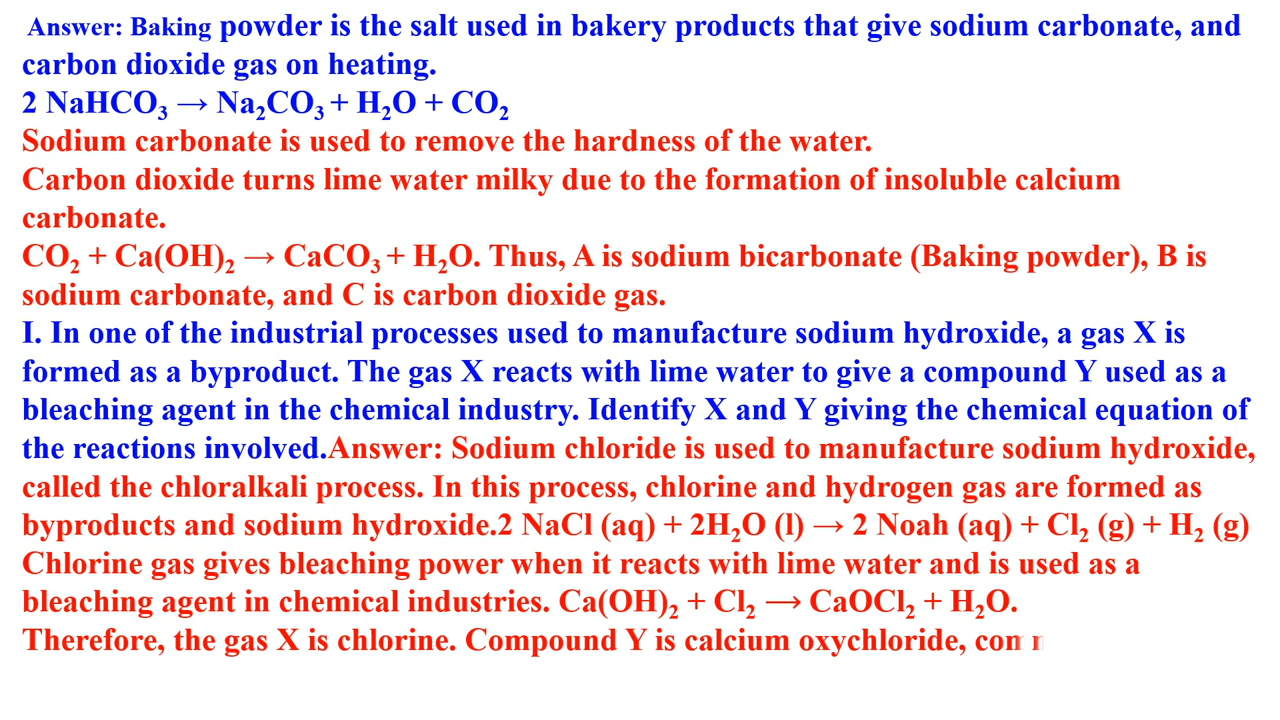 Answer: Baking powder is the salt used in bakery products that give sodium carbonate, and
carbon dioxide gas on heating.
2 NaHCO₃ → Na₂CO₃ + H₂O + CO₂
Sodium carbonate is used to remove the hardness of the water.
Carbon dioxide turns lime water milky due to the formation of insoluble calcium
carbonate.
CO₂ + Ca(OH)₂ → CaCO₃ + H₂O. Thus, A is sodium bicarbonate (Baking powder), B is
sodium carbonate, and C is carbon dioxide gas.
I. In one of the industrial processes used to manufacture sodium hydroxide, a gas X is
formed as a byproduct. The gas X reacts with lime water to give a compound Y used as a
bleaching agent in the chemical industry. Identify X and Y giving the chemical equation of
the reactions involved.Answer: Sodium chloride is used to manufacture sodium hydroxide,
called the chloralkali process. In this process, chlorine and hydrogen gas are formed as
byproducts and sodium hydroxide.2 NaCl (aq) + 2H₂O (l) → 2 Noah (aq) + Cl₂ (g) + H₂ (g)
Chlorine gas gives bleaching power when it reacts with lime water and is used as a
bleaching agent in chemical industries. Ca(OH)₂ + Cl₂ → CaOCl₂ + H₂O.
Therefore, the gas X is chlorine. Compound Y is calcium oxychloride,